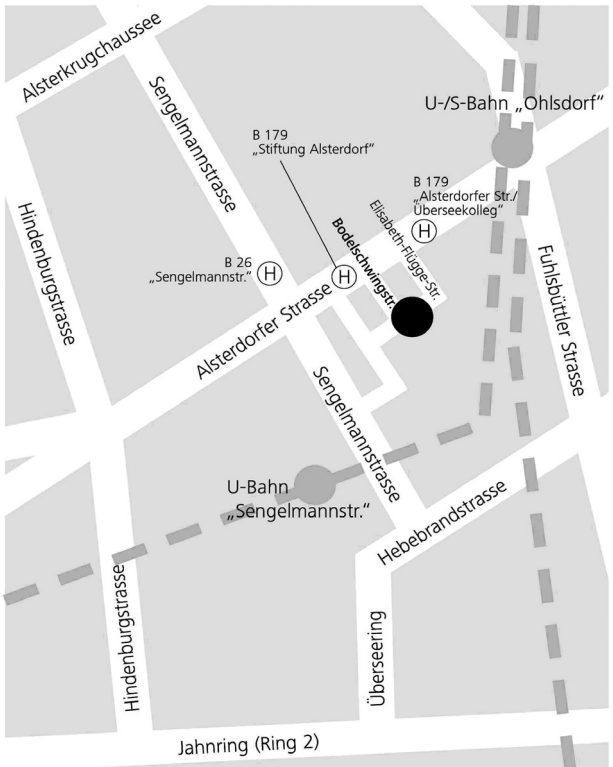 Alsterkrugchaussee
Sengelmannstrasse
U-/S-Bahn „Ohlsdorf“
B 179
„Stiftung Alsterdorf“
B 179
„Alsterdorfer Str./
Überseekolleg“
Hindenburgstrasse
Elisabeth-Flügge-Str.
Bodelschwingstr.
H
B 26
„Sengelmannstr.“
H
H
Alsterdorfer Strasse
Fuhlsbüttler Strasse
Sengelmannstrasse
U-Bahn
„Sengelmannstr.“
Hebebrandstrasse
Hindenburgstrasse
Überseering
Jahnring (Ring 2)